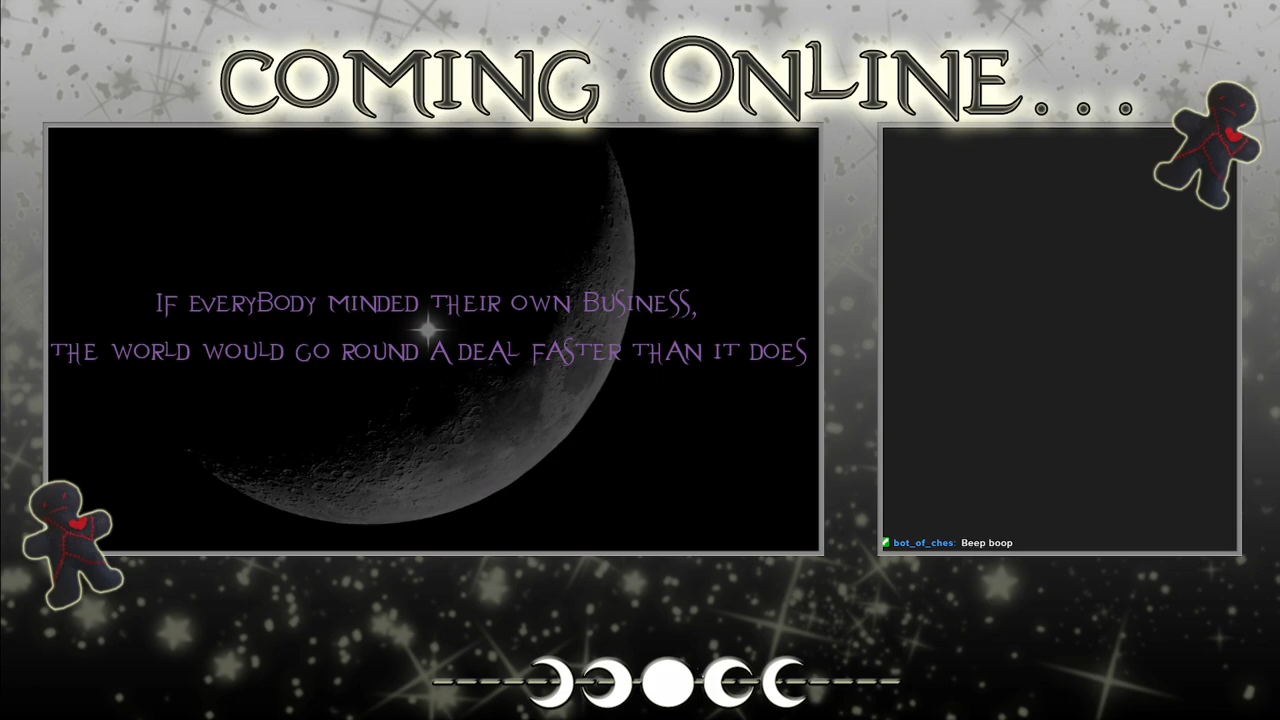 COMING ONLINE...
IF EVERYBODY MINDED THEIR OWN BUSINESS,
THE WORLD WOULD GO ROUND A DEAL FASTER THAN IT DOES
bot_of_ches: Beep boop